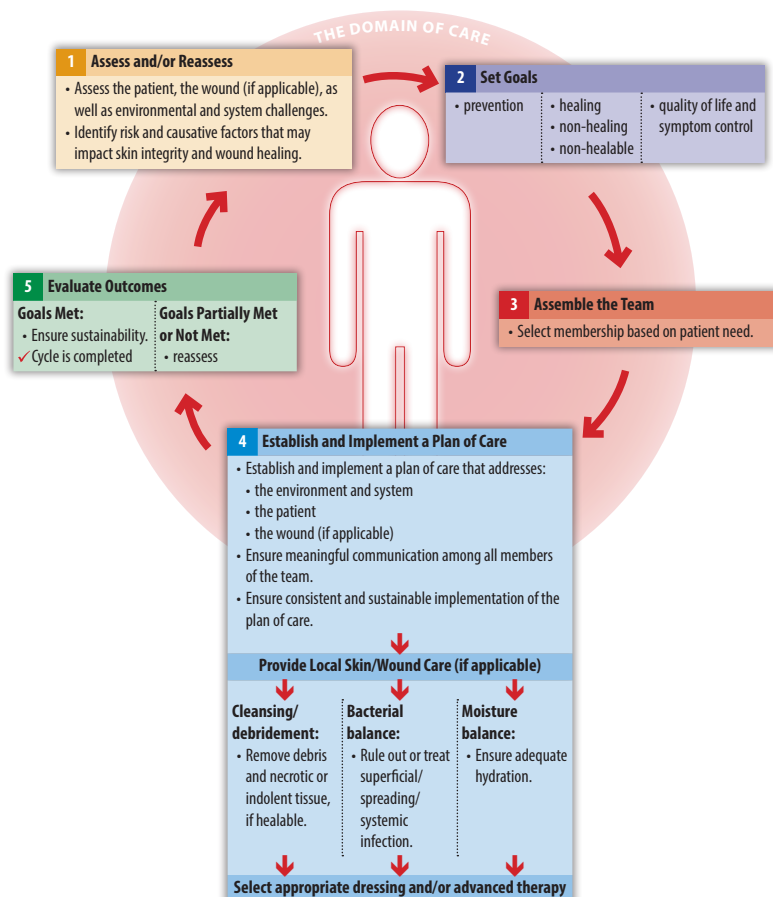 THE DOMAIN OF CARE
1 Assess and/or Reassess
• Assess the patient, the wound (if applicable), as
well as environmental and system challenges.
• Identify risk and causative factors that may
impact skin integrity and wound healing.
2 Set Goals
• prevention
• healing
• non-healing
• non-healable
• quality of life and
symptom control
3 Assemble the Team
• Select membership based on patient need.
4 Establish and Implement a Plan of Care
• Establish and implement a plan of care that addresses:
• the environment and system
• the patient
• the wound (if applicable)
• Ensure meaningful communication among all members
of the team.
• Ensure consistent and sustainable implementation of the
plan of care.
Provide Local Skin/Wound Care (if applicable)
Cleansing/
debridement:
• Remove debris
and necrotic or
indolent tissue,
if healable.
Bacterial
balance:
• Rule out or treat
superficial/
spreading/
systemic
infection.
Moisture
balance:
• Ensure adequate
hydration.
Select appropriate dressing and/or advanced therapy
5 Evaluate Outcomes
Goals Met:
• Ensure sustainability.
✓ Cycle is completed
Goals Partially Met
or Not Met:
• reassess